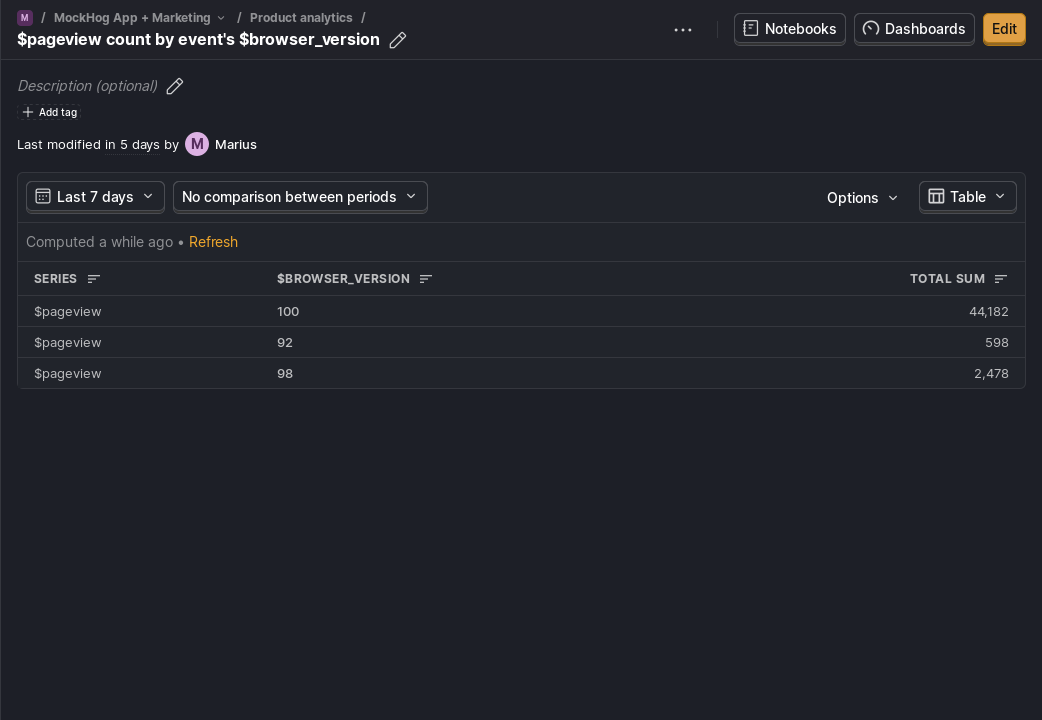 M / MockHog App + Marketing / Product analytics /
$pageview count by event's $browser_version
Notebooks Dashboards Edit
Description (optional)
Add tag
Last modified in 5 days by M Marius
Last 7 days No comparison between periods Options Table
Computed a while ago • Refresh
SERIES $BROWSER_VERSION TOTAL SUM
$pageview 100 44,182
$pageview 92 598
$pageview 98 2,478